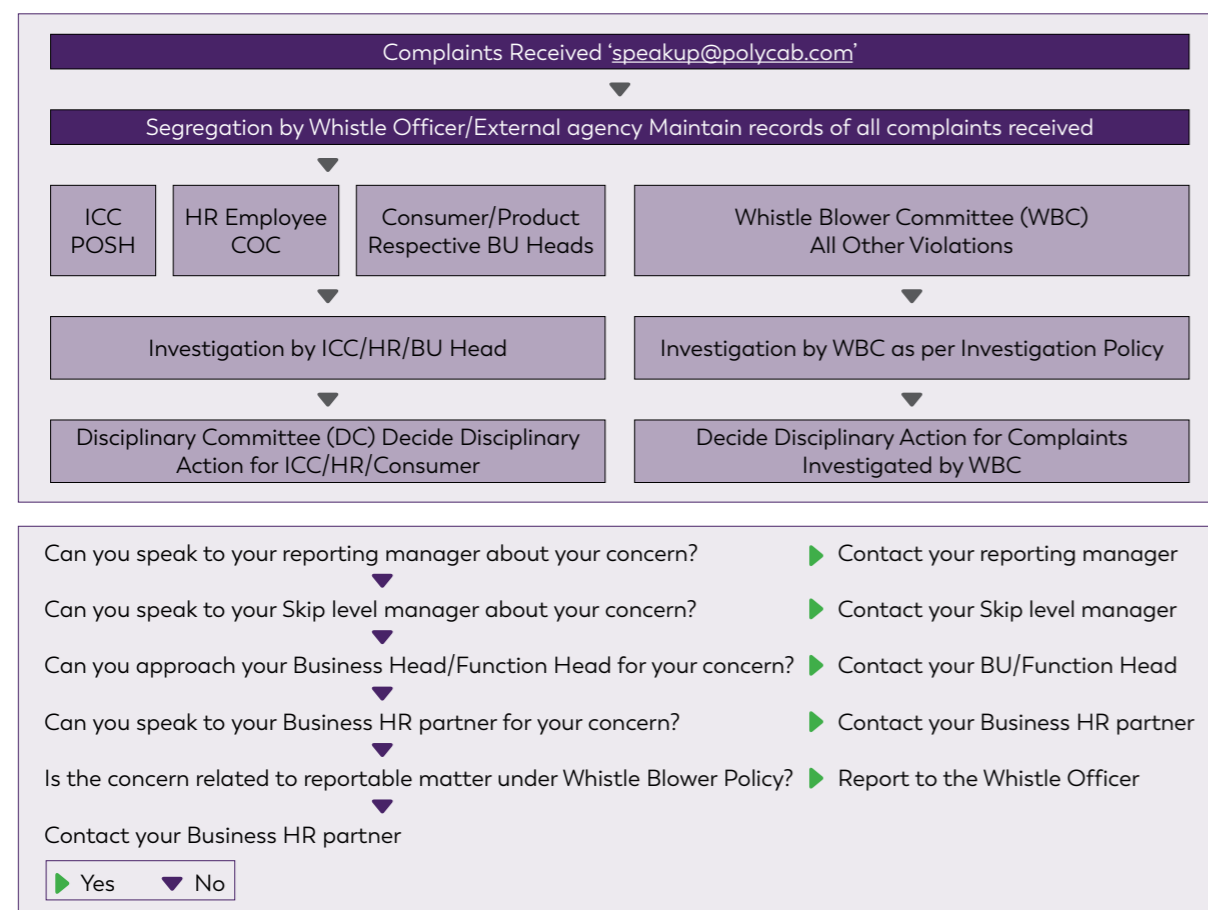 Complaints Received ‘speakup@polycab.com’
Segregation by Whistle Officer/External agency Maintain records of all complaints received
ICC
POSH
HR Employee
COC
Consumer/Product
Respective BU Heads
Whistle Blower Committee (WBC)
All Other Violations
Investigation by ICC/HR/BU Head
Investigation by WBC as per Investigation Policy
Disciplinary Committee (DC) Decide Disciplinary
Action for ICC/HR/Consumer
Decide Disciplinary Action for Complaints
Investigated by WBC
Can you speak to your reporting manager about your concern?
Contact your reporting manager
Can you speak to your Skip level manager about your concern?
Contact your Skip level manager
Can you approach your Business Head/Function Head for your concern?
Contact your BU/Function Head
Can you speak to your Business HR partner for your concern?
Contact your Business HR partner
Is the concern related to reportable matter under Whistle Blower Policy?
Report to the Whistle Officer
Contact your Business HR partner
Yes
No